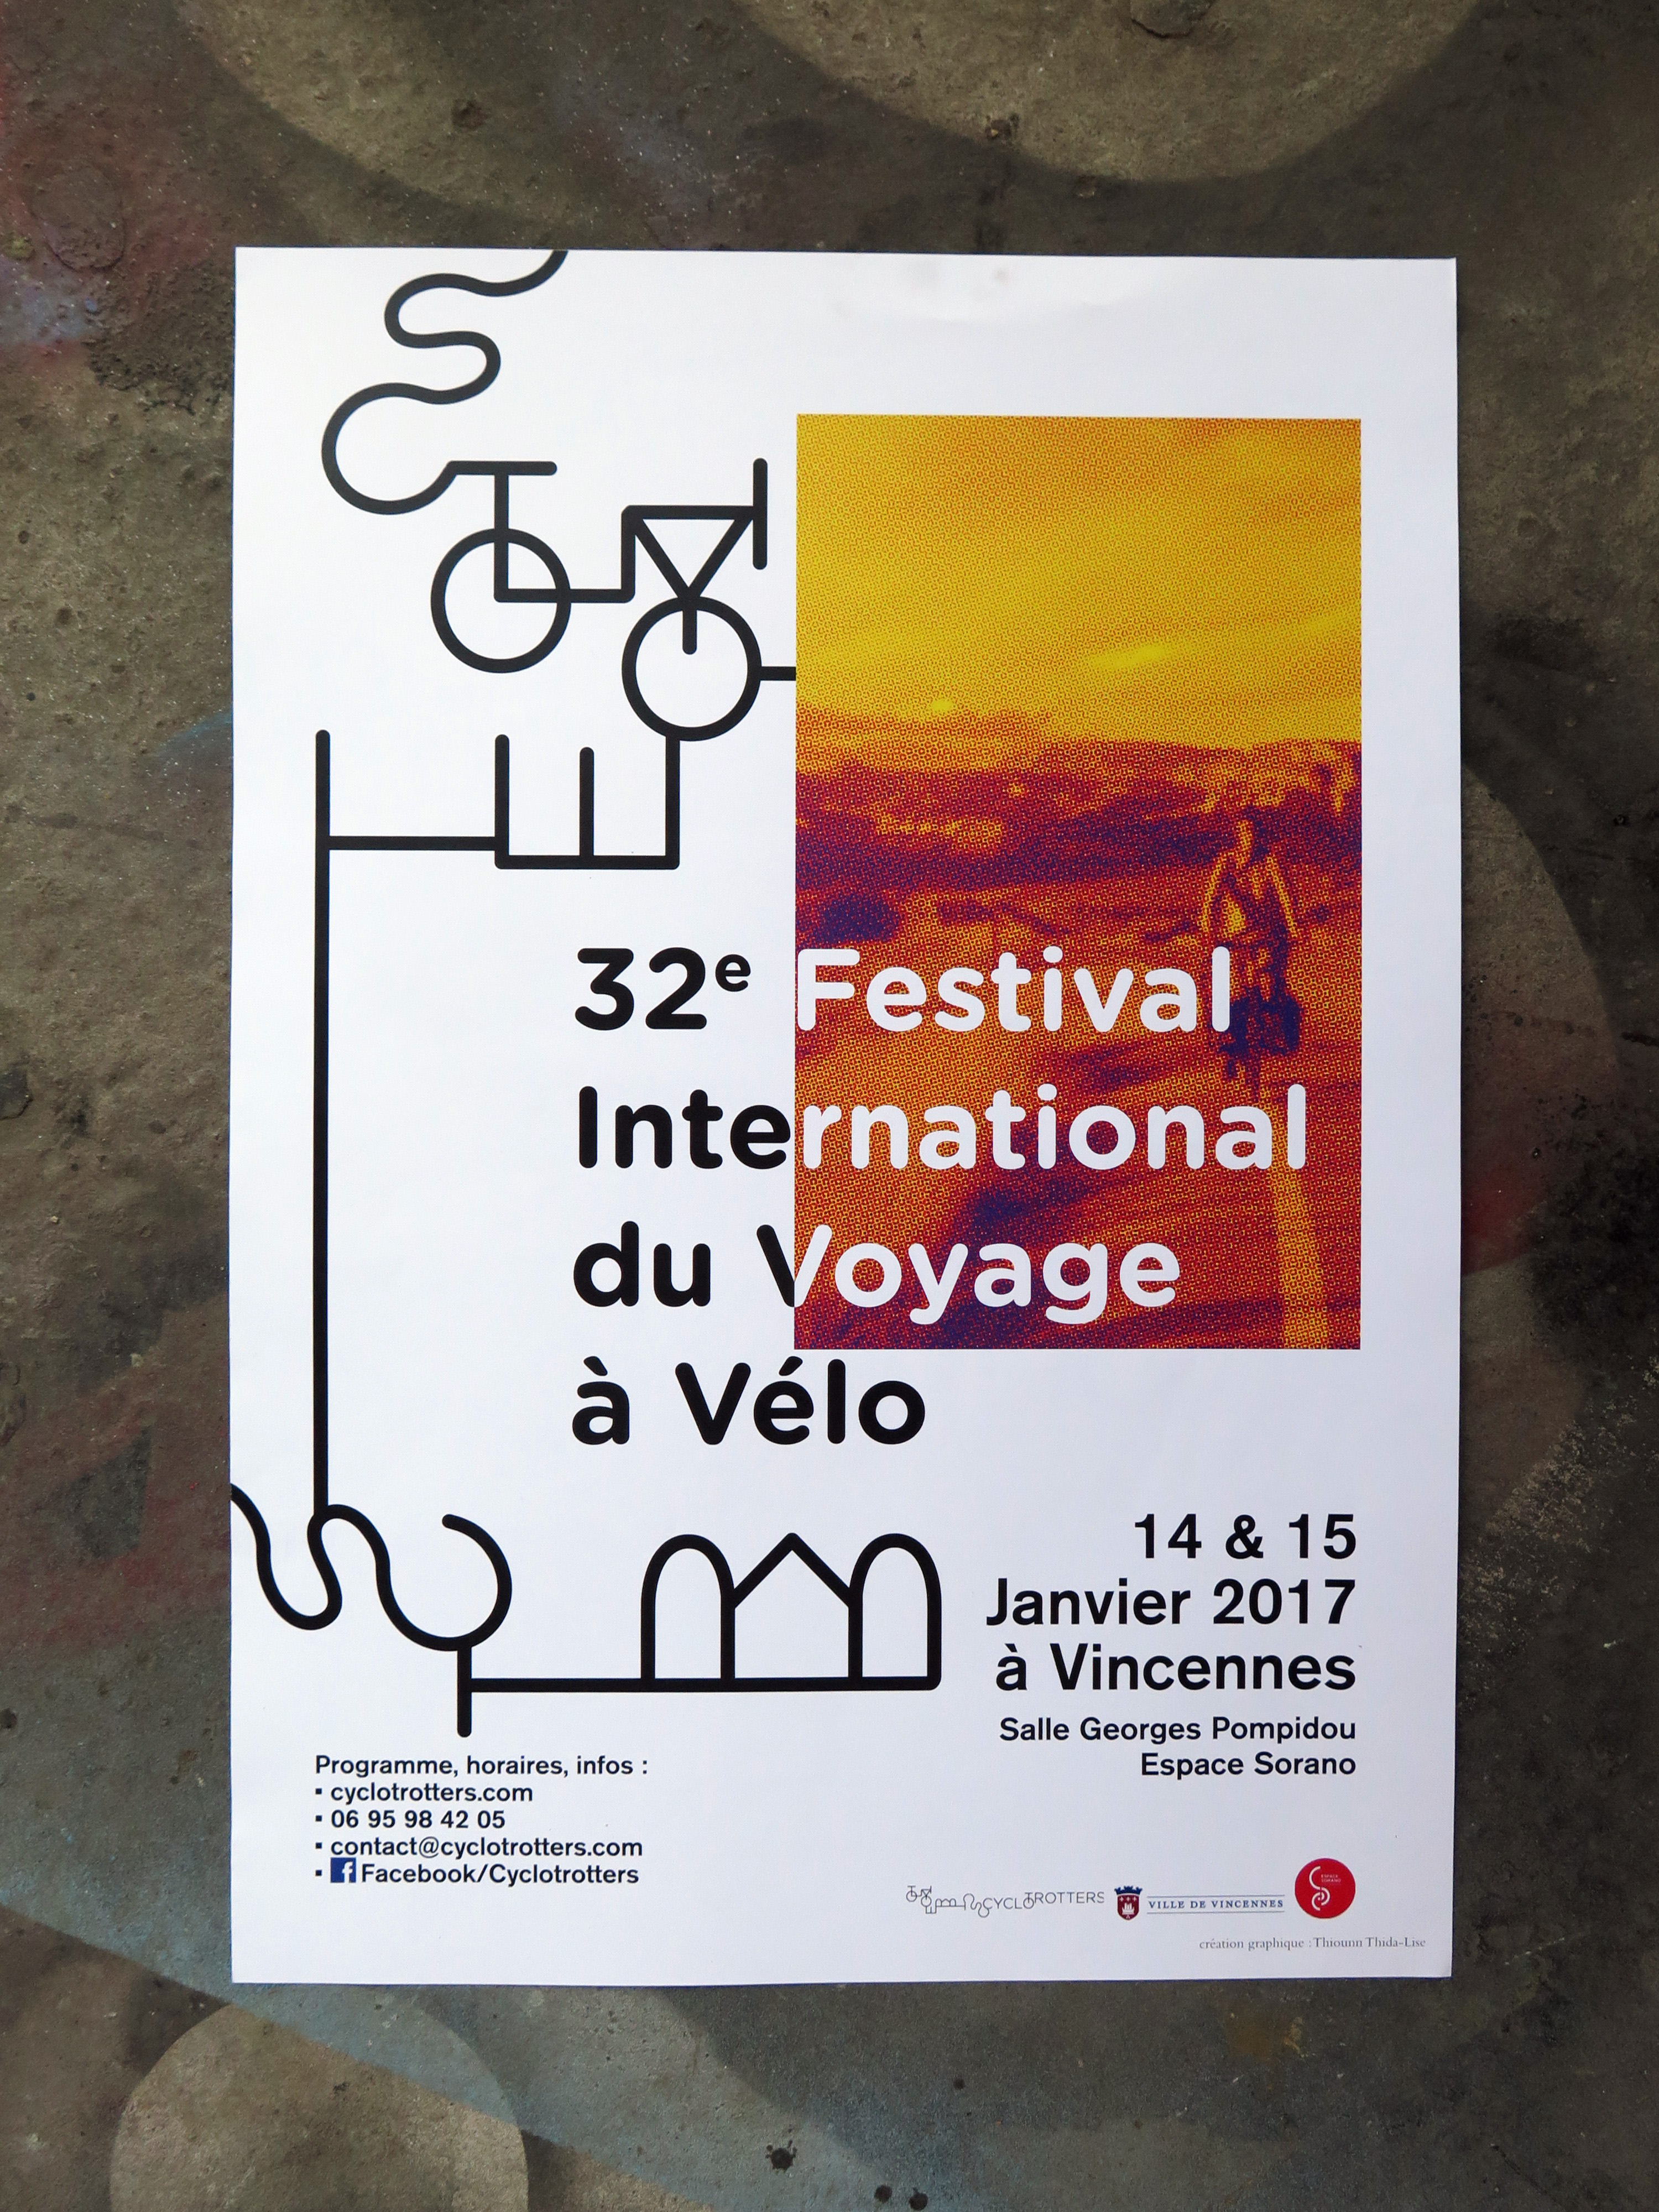 32e Festival
International
du Voyage
à Vélo
14 & 15
Janvier 2017
à Vincennes
Salle Georges Pompidou
Espace Sorano
Programme, horaires, infos :
▪ cyclotrotters.com
▪ 06 95 98 42 05
▪ contact@cyclotrotters.com
▪ f Facebook/Cyclotrotters
CYCLOTROTTERS
VILLE DE VINCENNES
ESPACE
SORANO
création graphique : Thiounn Thida-Lise